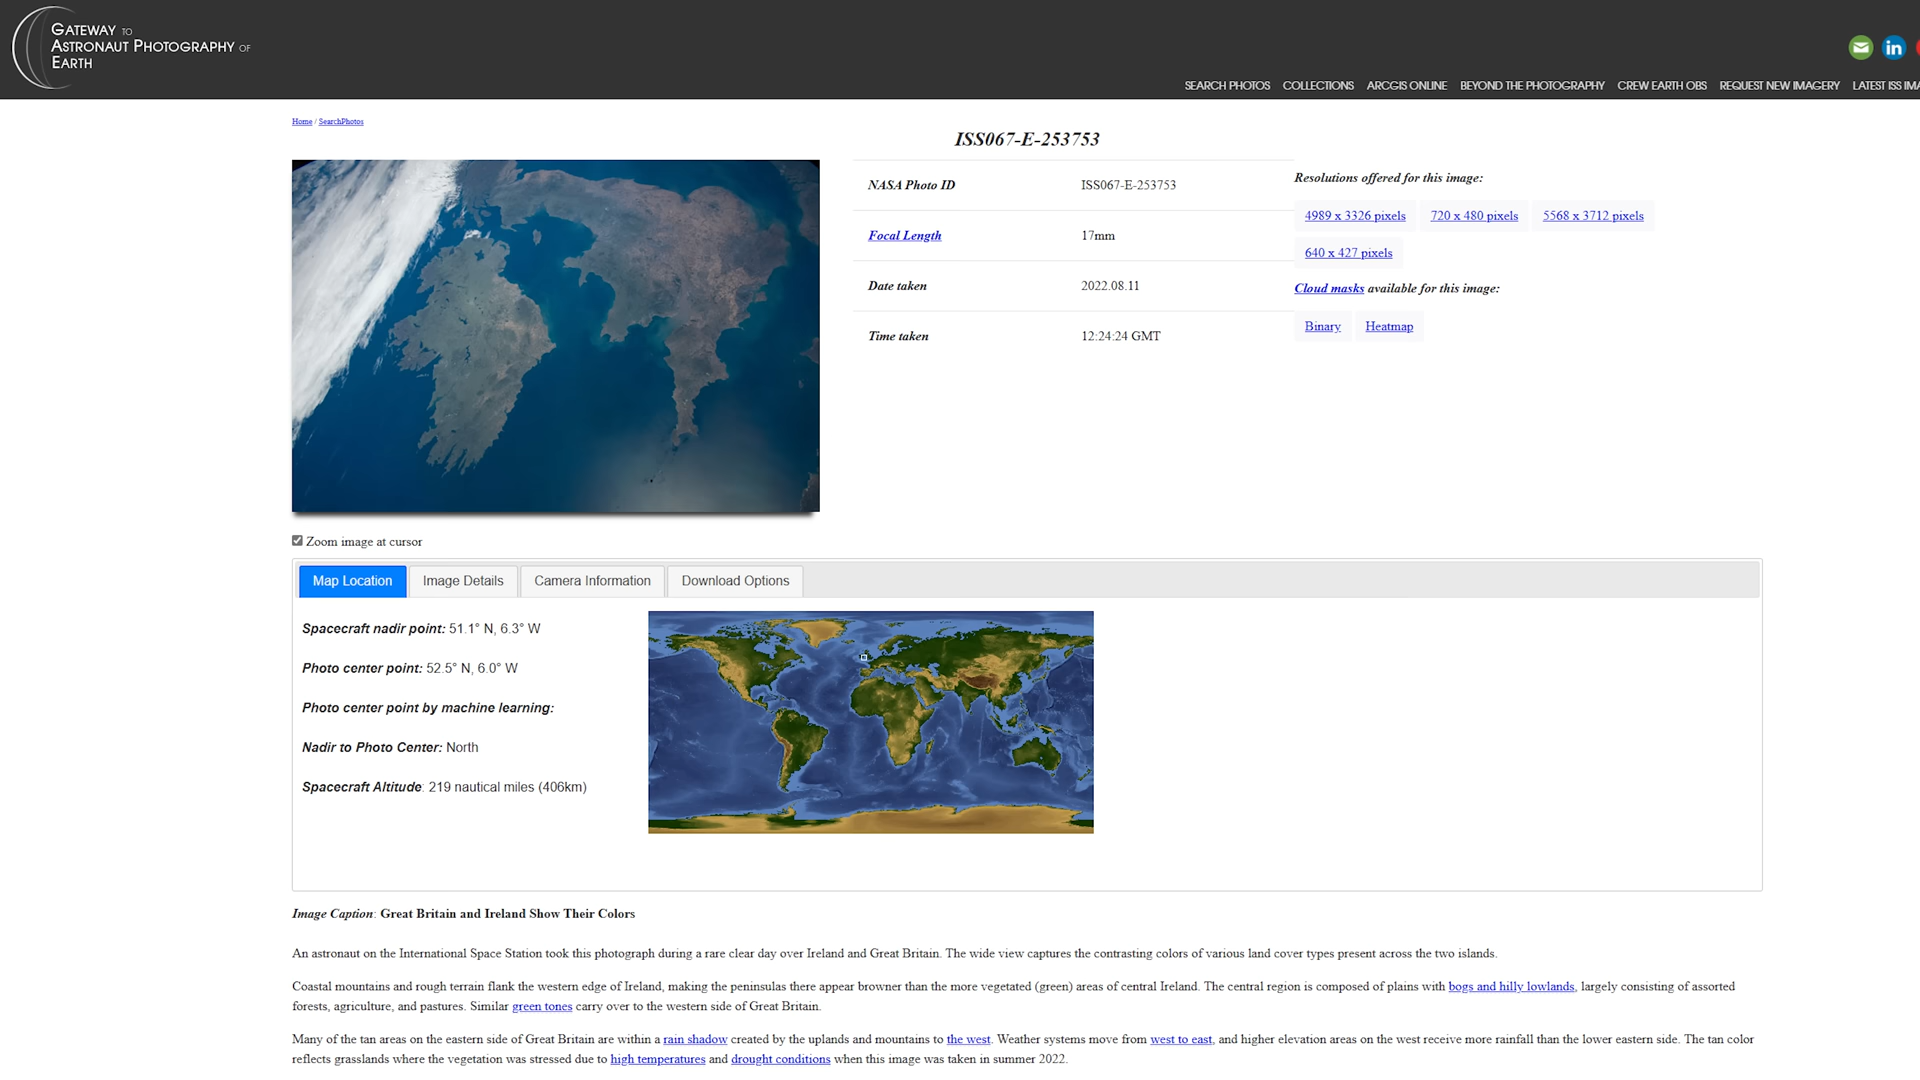 GATEWAY TO
ASTRONAUT PHOTOGRAPHY OF
EARTH
SEARCH PHOTOS COLLECTIONS ARCGIS ONLINE BEYOND THE PHOTOGRAPHY CREW EARTH OBS REQUEST NEW IMAGERY LATEST ISS IMA
Home / SearchPhotos
ISS067-E-253753
NASA Photo ID ISS067-E-253753
Focal Length 17mm
Date taken 2022.08.11
Time taken 12:24:24 GMT
Resolutions offered for this image:
4989 x 3326 pixels 720 x 480 pixels 5568 x 3712 pixels
640 x 427 pixels
Cloud masks available for this image:
Binary Heatmap
Zoom image at cursor
Map Location Image Details Camera Information Download Options
Spacecraft nadir point: 51.1° N, 6.3° W
Photo center point: 52.5° N, 6.0° W
Photo center point by machine learning:
Nadir to Photo Center: North
Spacecraft Altitude: 219 nautical miles (406km)
Image Caption: Great Britain and Ireland Show Their Colors
An astronaut on the International Space Station took this photograph during a rare clear day over Ireland and Great Britain. The wide view captures the contrasting colors of various land cover types present across the two islands.
Coastal mountains and rough terrain flank the western edge of Ireland, making the peninsulas there appear browner than the more vegetated (green) areas of central Ireland. The central region is composed of plains with bogs and hilly lowlands, largely consisting of assorted
forests, agriculture, and pastures. Similar green tones carry over to the western side of Great Britain.
Many of the tan areas on the eastern side of Great Britain are within a rain shadow created by the uplands and mountains to the west. Weather systems move from west to east, and higher elevation areas on the west receive more rainfall than the lower eastern side. The tan color
reflects grasslands where the vegetation was stressed due to high temperatures and drought conditions when this image was taken in summer 2022.